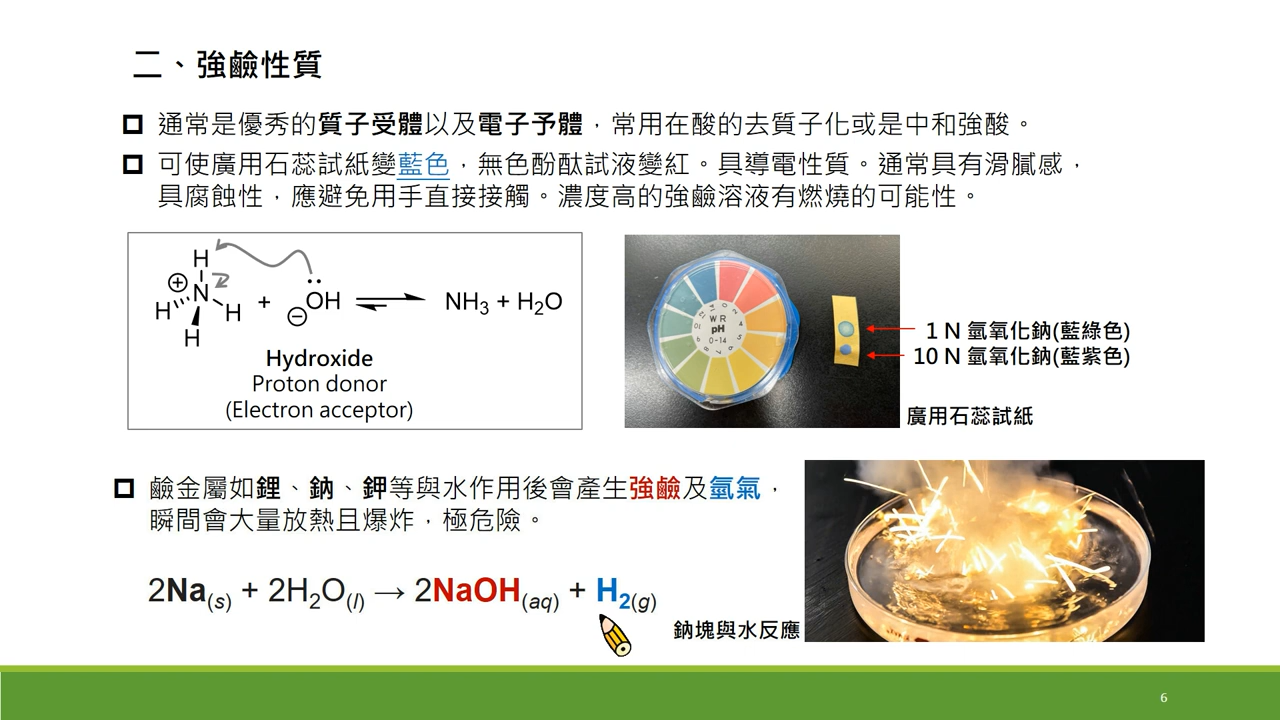 二、強鹼性質
通常是優秀的質子受體以及電子予體，常用在酸的去質子化或是中和強酸。
可使廣用石蕊試紙變藍色，無色酚酞試液變紅。具導電性質。通常具有滑膩感，
具腐蝕性，應避免用手直接接觸。濃度高的強鹼溶液有燃燒的可能性。
H
⊕
N
H
H
H
+
⊖
OH
NH3 + H2O
Hydroxide
Proton donor
(Electron acceptor)
WR
pH
0-14
1 N 氫氧化鈉(藍綠色)
10 N 氫氧化鈉(藍紫色)
廣用石蕊試紙
鹼金屬如鋰、鈉、鉀等與水作用後會產生強鹼及氫氣，
瞬間會大量放熱且爆炸，極危險。
2Na(s) + 2H2O(l) → 2NaOH(aq) + H2(g)
鈉塊與水反應
6